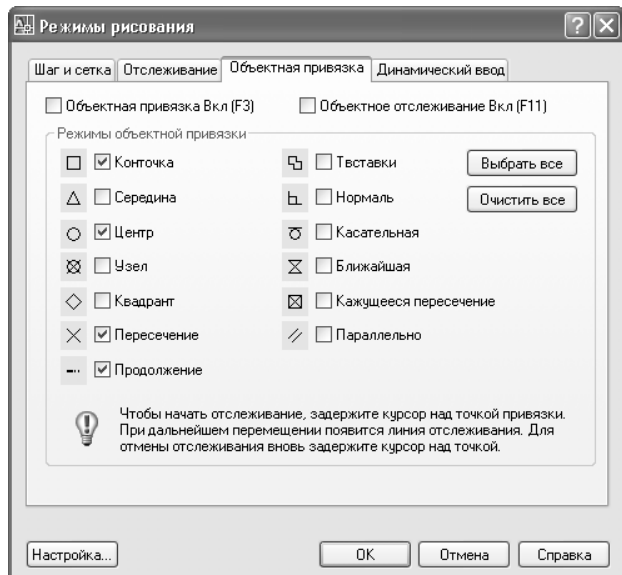 Режимы рисования
Шаг и сетка Отслеживание Объектная привязка Динамический ввод
Объектная привязка Вкл (F3) Объектное отслеживание Вкл (F11)
Режимы объектной привязки
Конточка Твставки Выбрать все
Середина Нормаль Очистить все
Центр Касательная
Узел Ближайшая
Квадрант Кажущееся пересечение
Пересечение Параллельно
Продолжение
Чтобы начать отслеживание, задержите курсор над точкой привязки.
При дальнейшем перемещении появится линия отслеживания. Для
отмены отслеживания вновь задержите курсор над точкой.
Настройка... OK Отмена Справка